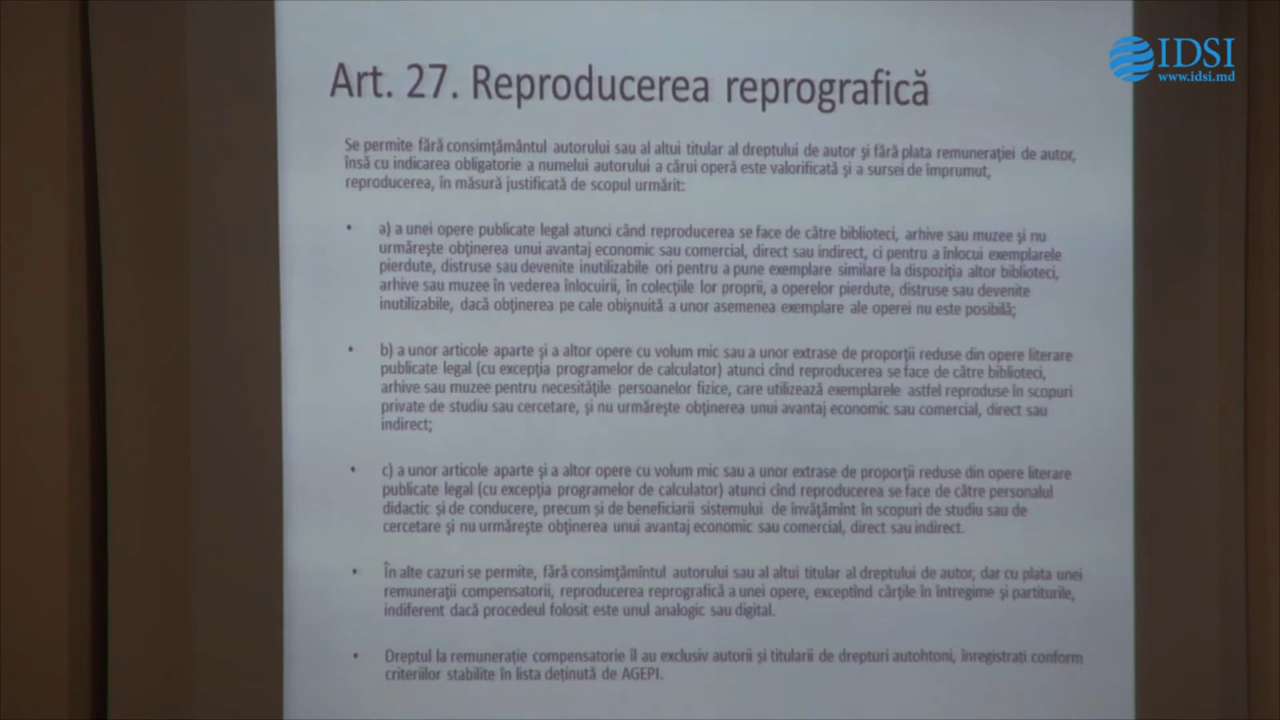 IDSI
www.idsi.md
Art. 27. Reproducerea reprografică
Se permite fără consimţământul autorului sau al altui titular al dreptului de autor şi fără plata remuneraţiei de autor,
însă cu indicarea obligatorie a numelui autorului a cărui operă este valorificată şi a sursei de împrumut,
reproducerea, în măsură justificată de scopul urmărit:
• a) a unei opere publicate legal atunci când reproducerea se face de către biblioteci, arhive sau muzee şi nu
urmăreşte obţinerea unui avantaj economic sau comercial, direct sau indirect, ci pentru a înlocui exemplarele
pierdute, distruse sau devenite inutilizabile ori pentru a pune exemplare similare la dispoziţia altor biblioteci,
arhive sau muzee în vederea înlocuirii, în colecţiile lor proprii, a operelor pierdute, distruse sau devenite
inutilizabile, dacă obţinerea pe cale obişnuită a unor asemenea exemplare ale operei nu este posibilă;
• b) a unor articole aparte şi a altor opere cu volum mic sau a unor extrase de proporţii reduse din opere literare
publicate legal (cu excepţia programelor de calculator) atunci cînd reproducerea se face de către biblioteci,
arhive sau muzee pentru necesităţile persoanelor fizice, care utilizează exemplarele astfel reproduse în scopuri
private de studiu sau cercetare, şi nu urmăreşte obţinerea unui avantaj economic sau comercial, direct sau
indirect;
• c) a unor articole aparte şi a altor opere cu volum mic sau a unor extrase de proporţii reduse din opere literare
publicate legal (cu excepţia programelor de calculator) atunci cînd reproducerea se face de către personalul
didactic şi de conducere, precum şi de beneficiarii sistemului de învăţămînt în scopuri de studiu sau de
cercetare şi nu urmăreşte obţinerea unui avantaj economic sau comercial, direct sau indirect.
• În alte cazuri se permite, fără consimţămîntul autorului sau al altui titular al dreptului de autor, dar cu plata unei
remuneraţii compensatorii, reproducerea reprografică a unei opere, exceptînd cărţile în întregime şi partiturile,
indiferent dacă procedeul folosit este unul analogic sau digital.
• Dreptul la remuneraţie compensatorie îl au exclusiv autorii şi titularii de drepturi autohtoni, înregistraţi conform
criteriilor stabilite în lista deţinută de AGEPI.